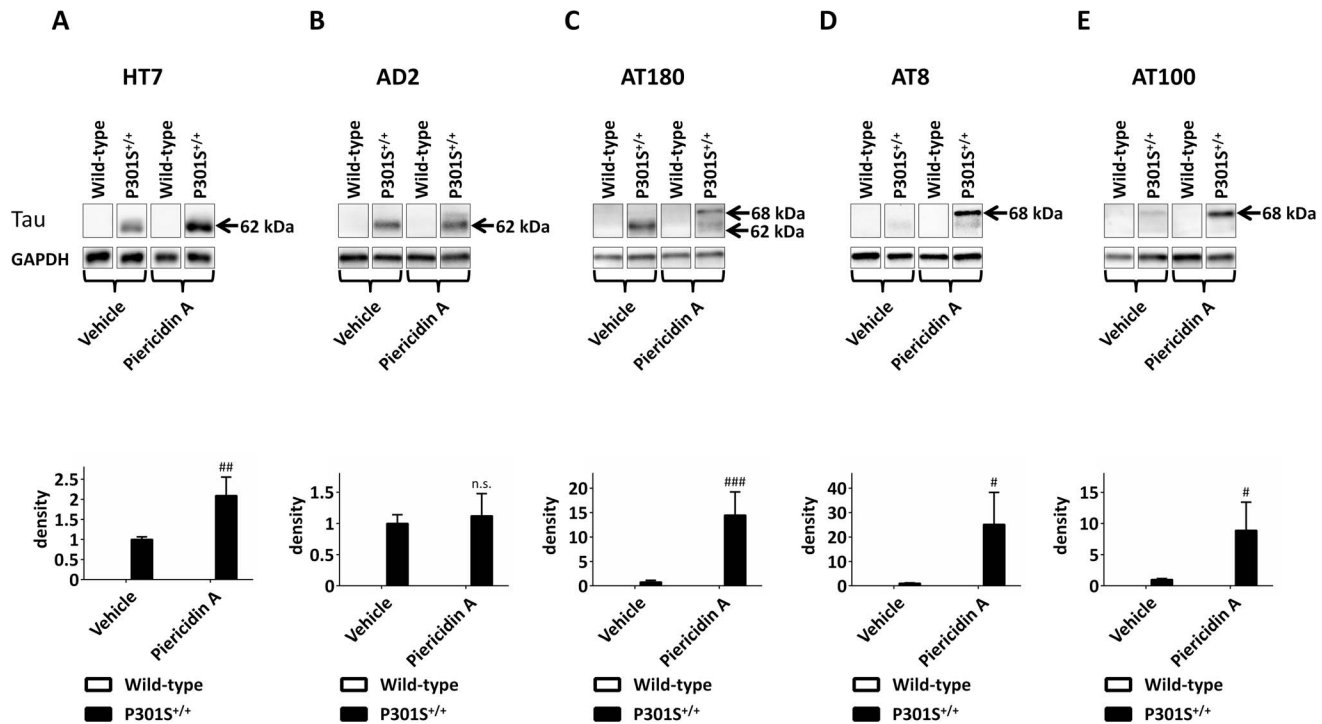 A B C D E
HT7 AD2 AT180 AT8 AT100
Wild-type P301S+/+ Wild-type P301S+/+ Wild-type P301S+/+ Wild-type P301S+/+ Wild-type P301S+/+ Wild-type P301S+/+ Wild-type P301S+/+ Wild-type P301S+/+ Wild-type P301S+/+ Wild-type P301S+/+
68 kDa 68 kDa 68 kDa
Tau 62 kDa 62 kDa 62 kDa
GAPDH
Vehicle Piericidin A Vehicle Piericidin A Vehicle Piericidin A Vehicle Piericidin A Vehicle Piericidin A
density
2.5
2
1.5
1
0.5
0
##
Vehicle Piericidin A
Wild-type
P301S+/+
density
1.5
1
0.5
0
n.s.
Vehicle Piericidin A
Wild-type
P301S+/+
density
20
15
10
5
0
###
Vehicle Piericidin A
Wild-type
P301S+/+
density
40
30
20
10
0
#
Vehicle Piericidin A
Wild-type
P301S+/+
density
15
10
5
0
#
Vehicle Piericidin A
Wild-type
P301S+/+